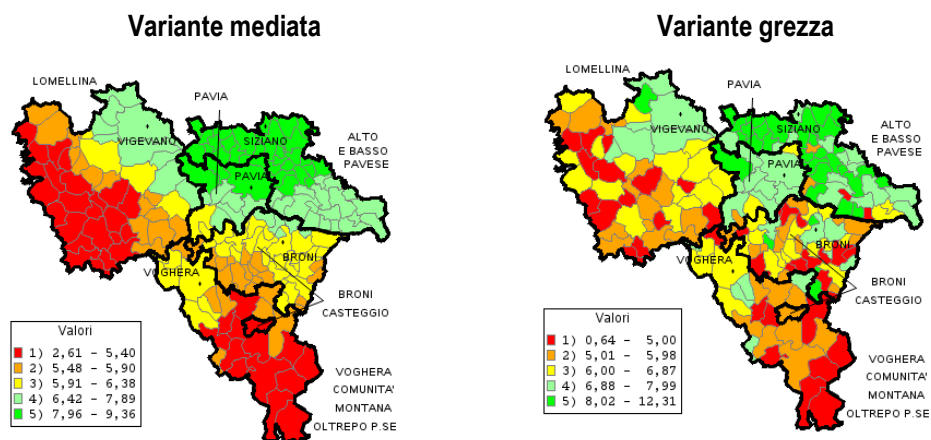 Variante mediata
LOMELLINA
PAVIA
VIGEVANO
SIZIANO
ALTO
E BASSO
PAVESE
PAVIA
VOGHERA
BRONI
BRONI
CASTEGGIO
VOGHERA
COMUNITA'
MONTANA
OLTREPO P.SE
Valori
1) 2,61 - 5,40
2) 5,48 - 5,90
3) 5,91 - 6,38
4) 6,42 - 7,89
5) 7,96 - 9,36
Variante grezza
LOMELLINA
PAVIA
VIGEVANO
SIZIANO
ALTO
E BASSO
PAVESE
PAVIA
VOGHERA
BRONI
BRONI
CASTEGGIO
VOGHERA
COMUNITA'
MONTANA
OLTREPO P.SE
Valori
1) 0,64 - 5,00
2) 5,01 - 5,98
3) 6,00 - 6,87
4) 6,88 - 7,99
5) 8,02 - 12,31